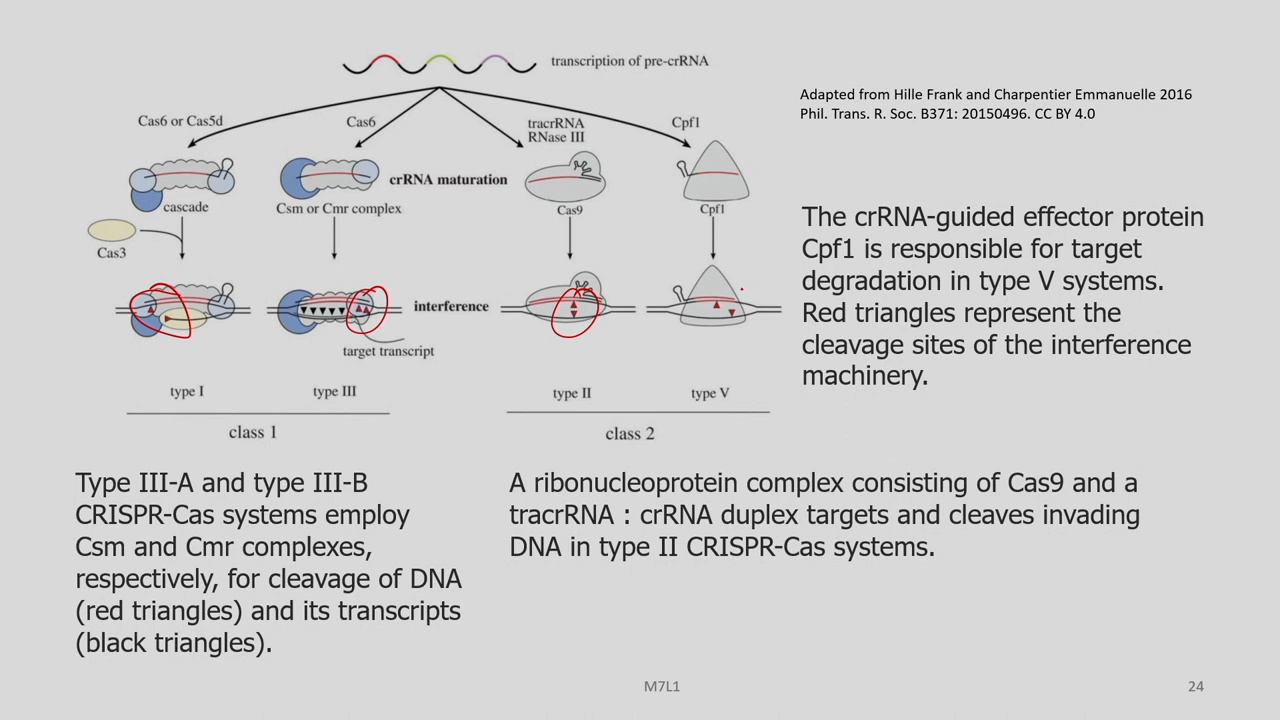 transcription of pre-crRNA
Adapted from Hille Frank and Charpentier Emmanuelle 2016
Phil. Trans. R. Soc. B371: 20150496. CC BY 4.0
Cas6 or Cas5d
Cas6
tracrRNA
RNase III
Cpf1
crRNA maturation
cascade
Csm or Cmr complex
Cas9
Cpf1
Cas3
interference
target transcript
type I
type III
type II
type V
class 1
class 2
The crRNA-guided effector protein
Cpf1 is responsible for target
degradation in type V systems.
Red triangles represent the
cleavage sites of the interference
machinery.
Type III-A and type III-B
CRISPR-Cas systems employ
Csm and Cmr complexes,
respectively, for cleavage of DNA
(red triangles) and its transcripts
(black triangles).
A ribonucleoprotein complex consisting of Cas9 and a
tracrRNA : crRNA duplex targets and cleaves invading
DNA in type II CRISPR-Cas systems.
M7L1
24